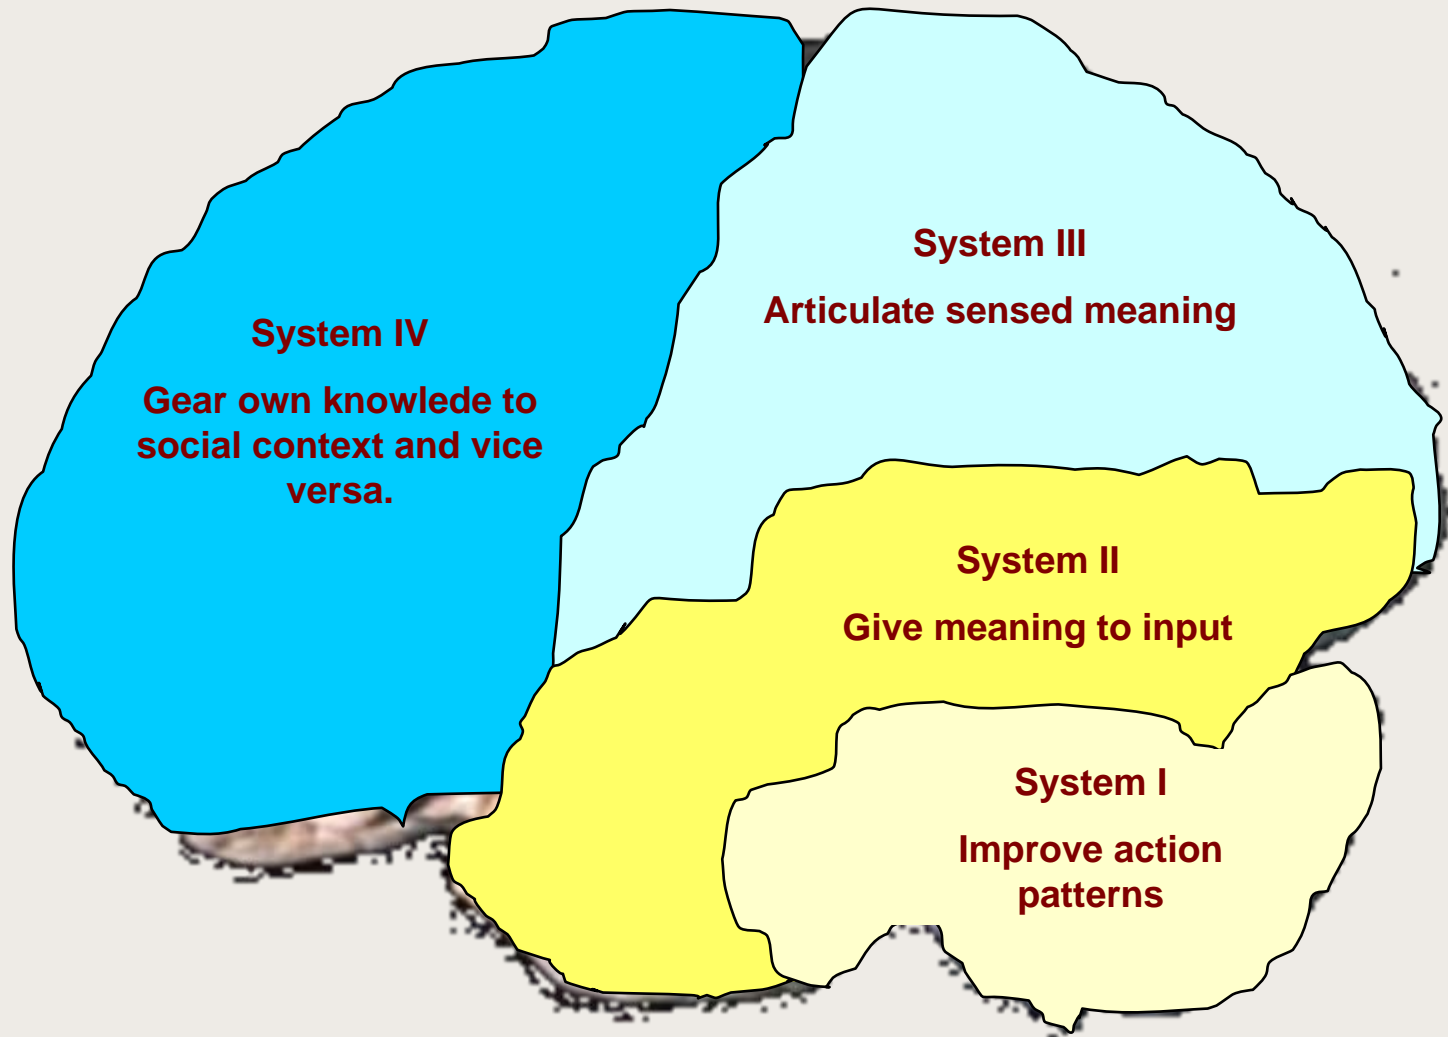 System III
Articulate sensed meaning
System IV
Gear own knowlede to
social context and vice
versa.
System II
Give meaning to input
System I
Improve action
patterns